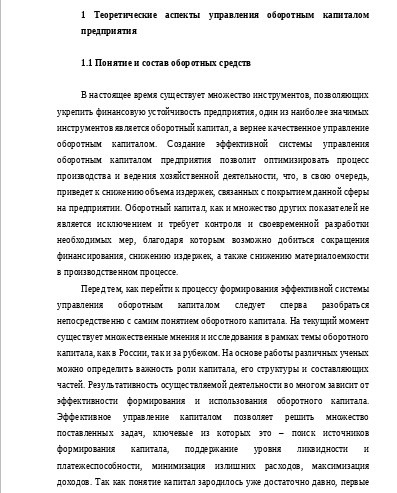 1 Теоретические аспекты управления оборотным капиталом
предприятия
1.1 Понятие и состав оборотных средств
В настоящее время существует множество инструментов, позволяющих
укрепить финансовую устойчивость предприятия, один из наиболее значимых
инструментов является оборотный капитал, а вернее качественное управление
оборотным капиталом. Создание эффективной системы управления
оборотным капиталом предприятия позволит оптимизировать процесс
производства и ведения хозяйственной деятельности, что, в свою очередь,
приведет к снижению объема издержек, связанных с покрытием данной сферы
на предприятии. Оборотный капитал, как и множество других показателей не
является исключением и требует контроля и своевременной разработки
необходимых мер, благодаря которым возможно добиться сокращения
финансирования, снижению издержек, а также снижению материалоемкости
в производственном процессе.
Перед тем, как перейти к процессу формирования эффективной системы
управления оборотным капиталом следует сперва разобраться
непосредственно с самим понятием оборотного капитала. На текущий момент
существует множественные мнения и исследования в рамках темы оборотного
капитала, как в России, так и за рубежом. На основе работы различных ученых
можно определить важность роли капитала, его структуры и составляющих
частей. Результативность осуществляемой деятельности во многом зависит от
эффективности формирования и использования оборотного капитала.
Эффективное управление капиталом позволяет решить множество
поставленных задач, ключевые из которых это – поиск источников
формирования капитала, поддержание уровня ликвидности и
платежеспособности, минимизация излишних расходов, максимизация
доходов. Так как понятие капитал зародилось уже достаточно давно, первые